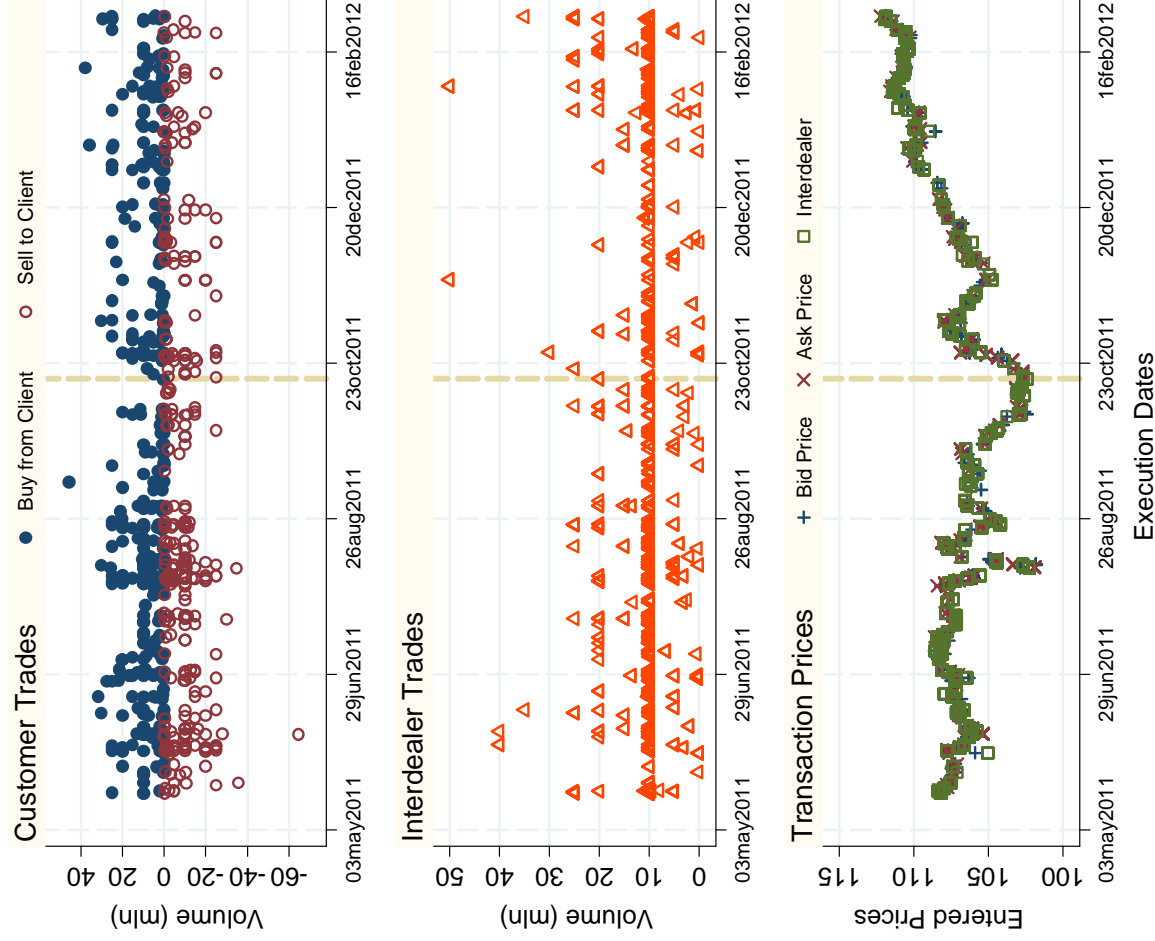 Customer Trades
Buy from Client
Sell to Client
Volume (mln)
40
20
0
-20
-40
-60
03may2011
29jun2011
26aug2011
23oct2011
20dec2011
16feb2012
Interdealer Trades
Volume (mln)
50
40
30
20
10
0
03may2011
29jun2011
26aug2011
23oct2011
20dec2011
16feb2012
Transaction Prices
Bid Price
Ask Price
Interdealer
Entered Prices
115
110
105
100
03may2011
29jun2011
26aug2011
23oct2011
20dec2011
16feb2012
Execution Dates